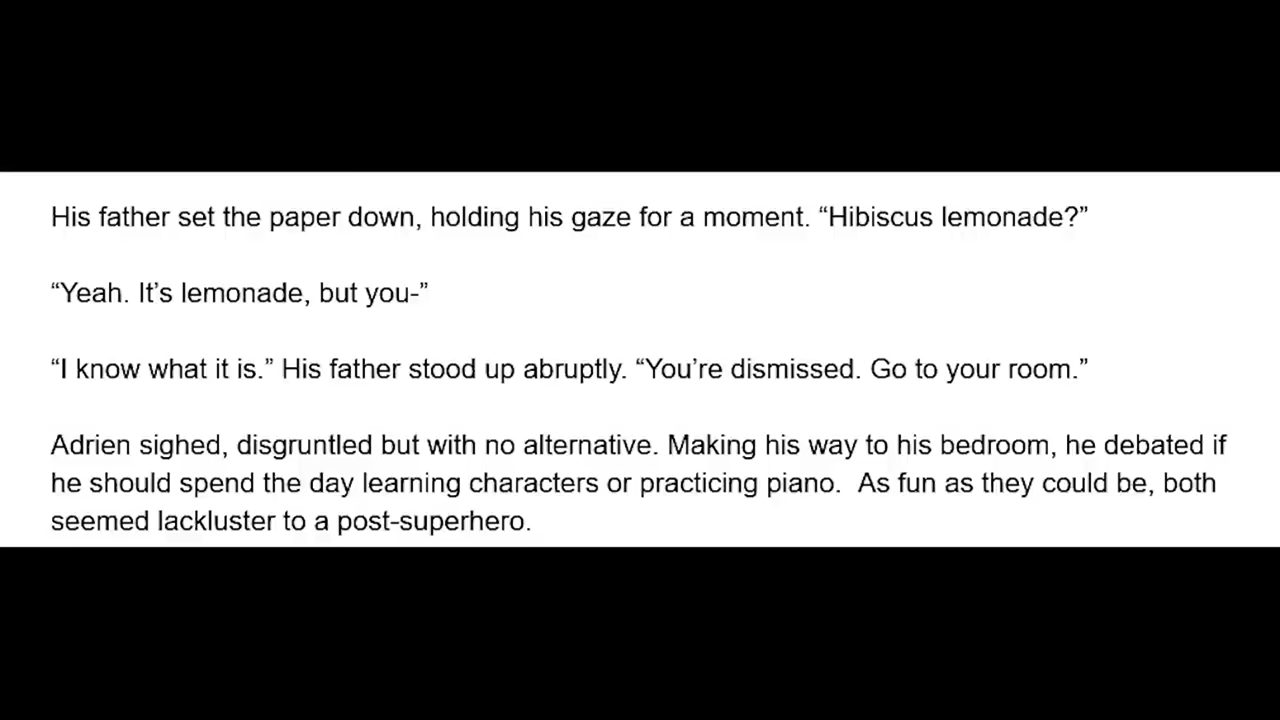 His father set the paper down, holding his gaze for a moment. “Hibiscus lemonade?”
“Yeah. It’s lemonade, but you-”
“I know what it is.” His father stood up abruptly. “You’re dismissed. Go to your room.”
Adrien sighed, disgruntled but with no alternative. Making his way to his bedroom, he debated if
he should spend the day learning characters or practicing piano.  As fun as they could be, both
seemed lackluster to a post-superhero.